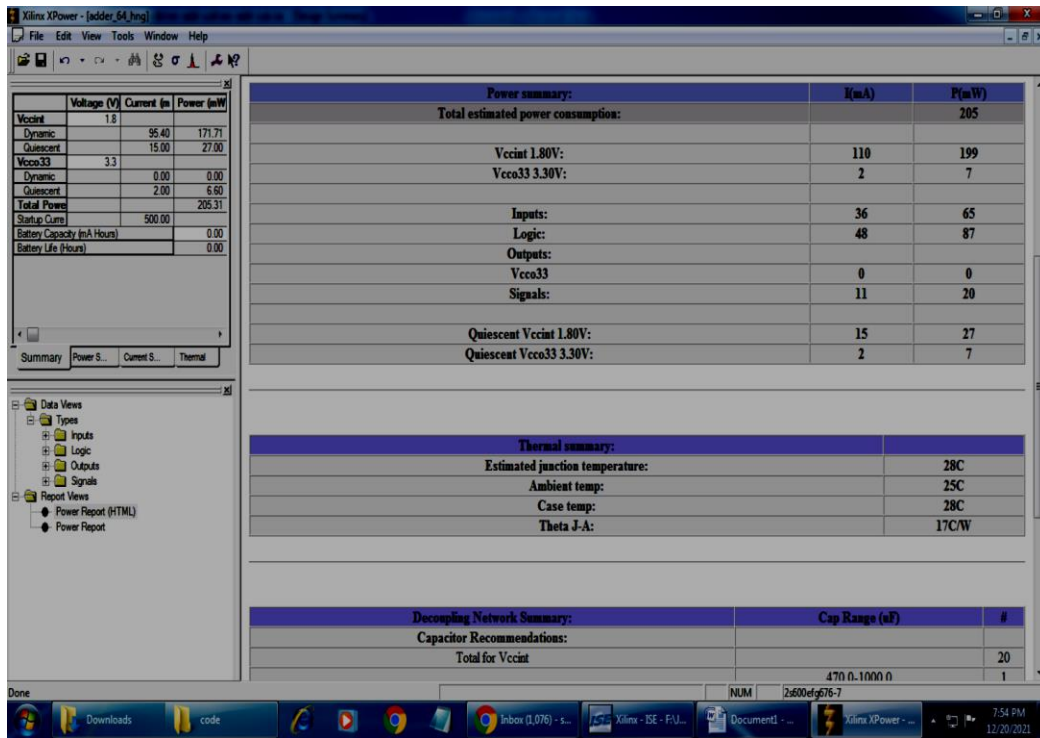 Xilinx XPower - [adder_64_hng]
File Edit View Tools Window Help
Voltage (V) Current (m Power (mW
Vccint 1.8
Dynamic 95.40 171.71
Quiescent 15.00 27.00
Vcco33 3.3
Dynamic 0.00 0.00
Quiescent 2.00 6.60
Total Powe 205.31
Startup Curre 500.00
Battery Capacity (mA Hours) 0.00
Battery Life (Hours) 0.00
Summary Power S... Current S... Thermal
Data Views
Types
Inputs
Logic
Outputs
Signals
Report Views
Power Report (HTML)
Power Report
Power summary: I(mA) P(mW)
Total estimated power consumption: 205
Vccint 1.80V: 110 199
Vcco33 3.30V: 2 7
Inputs: 36 65
Logic: 48 87
Outputs:
Vcco33 0 0
Signals: 11 20
Quiescent Vccint 1.80V: 15 27
Quiescent Vcco33 3.30V: 2 7
Thermal summary:
Estimated junction temperature: 28C
Ambient temp: 25C
Case temp: 28C
Theta J-A: 17C/W
Decoupling Network Summary: Cap Range (uF) #
Capacitor Recommendations:
Total for Vccint 20
470.0-1000.0 1
Done NUM 2s600efg676-7
Downloads code Inbox (1,076) - s... Xilinx - ISE - F:\J... Document1 - ... Xilinx XPower - ... 7:54 PM
12/20/2021